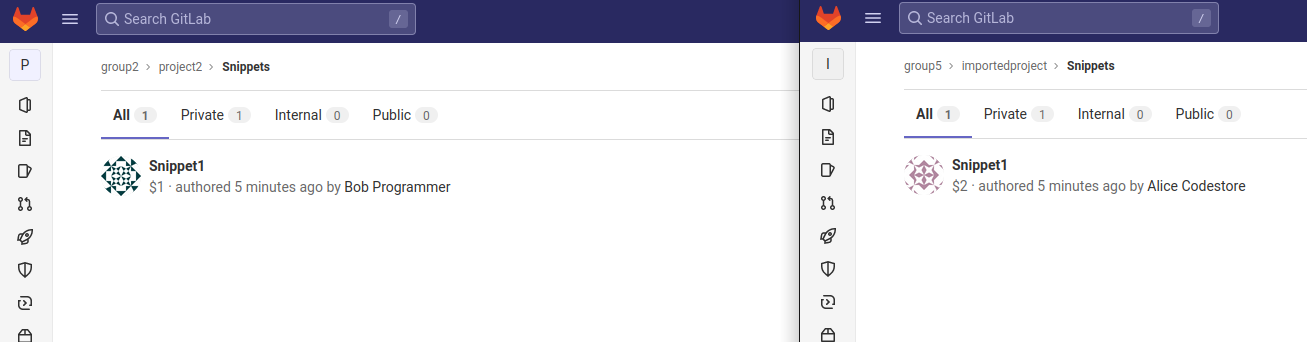 Search GitLab /
P
group2 > project2 > Snippets
All 1 Private 1 Internal 0 Public 0
Snippet1
$1 · authored 5 minutes ago by Bob Programmer
Search GitLab /
I
group5 > importedproject > Snippets
All 1 Private 1 Internal 0 Public 0
Snippet1
$2 · authored 5 minutes ago by Alice Codestore